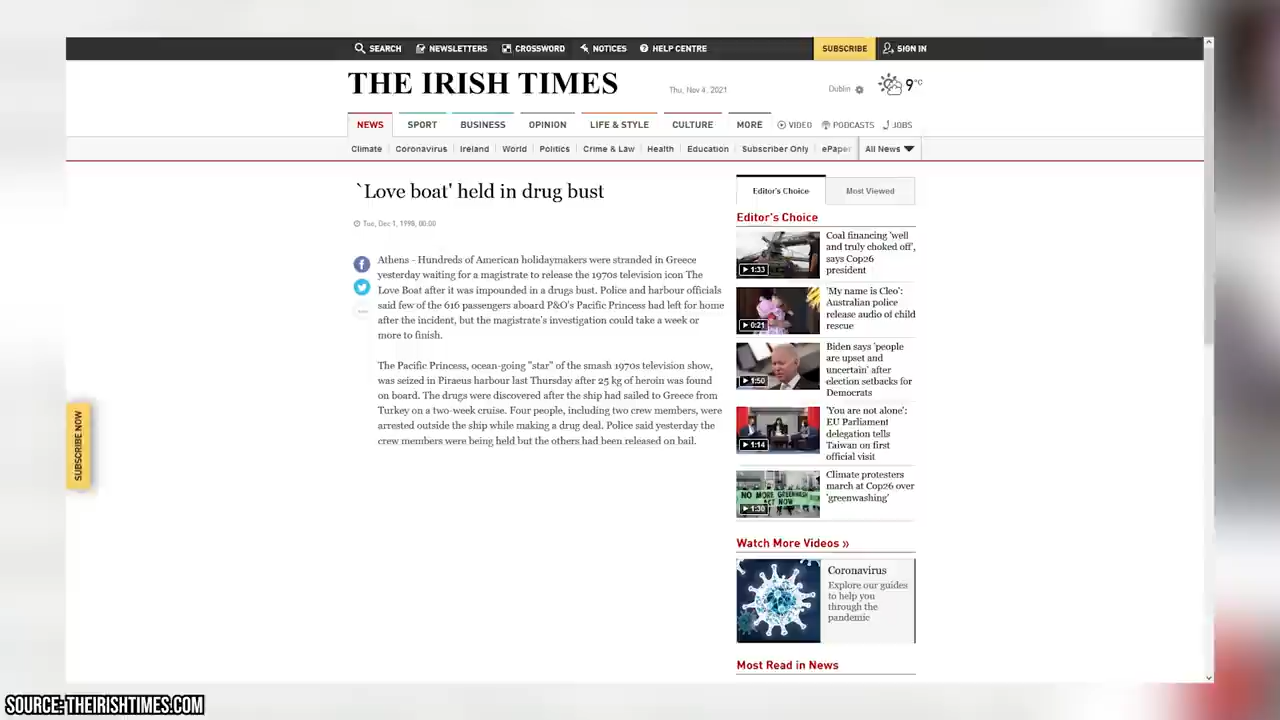 SEARCH NEWSLETTERS CROSSWORD NOTICES HELP CENTRE SUBSCRIBE SIGN IN
THE IRISH TIMES
Thu, Nov 4, 2021
Dublin
9°C
NEWS SPORT BUSINESS OPINION LIFE & STYLE CULTURE MORE VIDEO PODCASTS JOBS
Climate Coronavirus Ireland World Politics Crime & Law Health Education Subscriber Only ePaper All News
`Love boat' held in drug bust
Tue, Dec 1, 1998, 00:00
Athens - Hundreds of American holidaymakers were stranded in Greece
yesterday waiting for a magistrate to release the 1970s television icon The
Love Boat after it was impounded in a drugs bust. Police and harbour officials
said few of the 616 passengers aboard P&O's Pacific Princess had left for home
after the incident, but the magistrate's investigation could take a week or
more to finish.
The Pacific Princess, ocean-going "star" of the smash 1970s television show,
was seized in Piraeus harbour last Thursday after 25 kg of heroin was found
on board. The drugs were discovered after the ship had sailed to Greece from
Turkey on a two-week cruise. Four people, including two crew members, were
arrested outside the ship while making a drug deal. Police said yesterday the
crew members were being held but the others had been released on bail.
SUBSCRIBE NOW
Editor's Choice Most Viewed
Editor's Choice
1:33
Coal financing 'well
and truly choked off',
says Cop26
president
0:21
'My name is Cleo':
Australian police
release audio of child
rescue
1:50
Biden says 'people
are upset and
uncertain' after
election setbacks for
Democrats
1:14
'You are not alone':
EU Parliament
delegation tells
Taiwan on first
official visit
NO MORE GREENWASH
ACT NOW
1:30
Climate protesters
march at Cop26 over
'greenwashing'
Watch More Videos »
Coronavirus
Explore our guides
to help you
through the
pandemic
Most Read in News
SOURCE: THEIRISHTIMES.COM